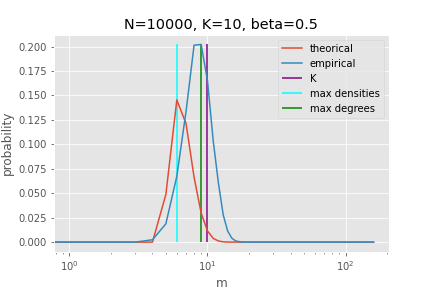 N=10000, K=10, beta=0.5
theorical
empirical
K
max densities
max degrees
probability
0.200
0.175
0.150
0.125
0.100
0.075
0.050
0.025
0.000
10⁰
10¹
10²
m